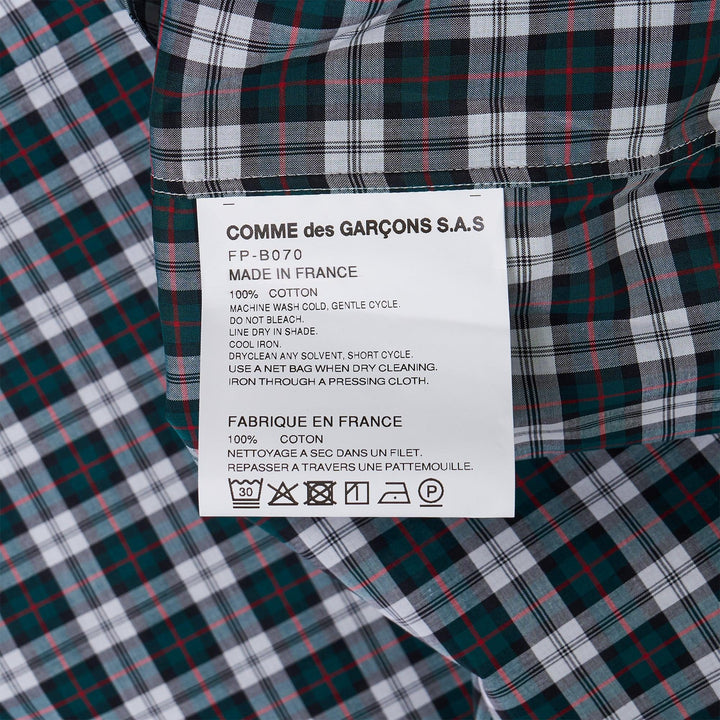 COMME des GARÇONS S.A.S
FP-B070
MADE IN FRANCE
100% COTTON
MACHINE WASH COLD, GENTLE CYCLE.
DO NOT BLEACH.
LINE DRY IN SHADE.
COOL IRON.
DRYCLEAN ANY SOLVENT, SHORT CYCLE.
USE A NET BAG WHEN DRY CLEANING.
IRON THROUGH A PRESSING CLOTH.
FABRIQUE EN FRANCE
100% COTON
NETTOYAGE A SEC DANS UN FILET.
REPASSER A TRAVERS UNE PATTEMOUILLE.
30 P